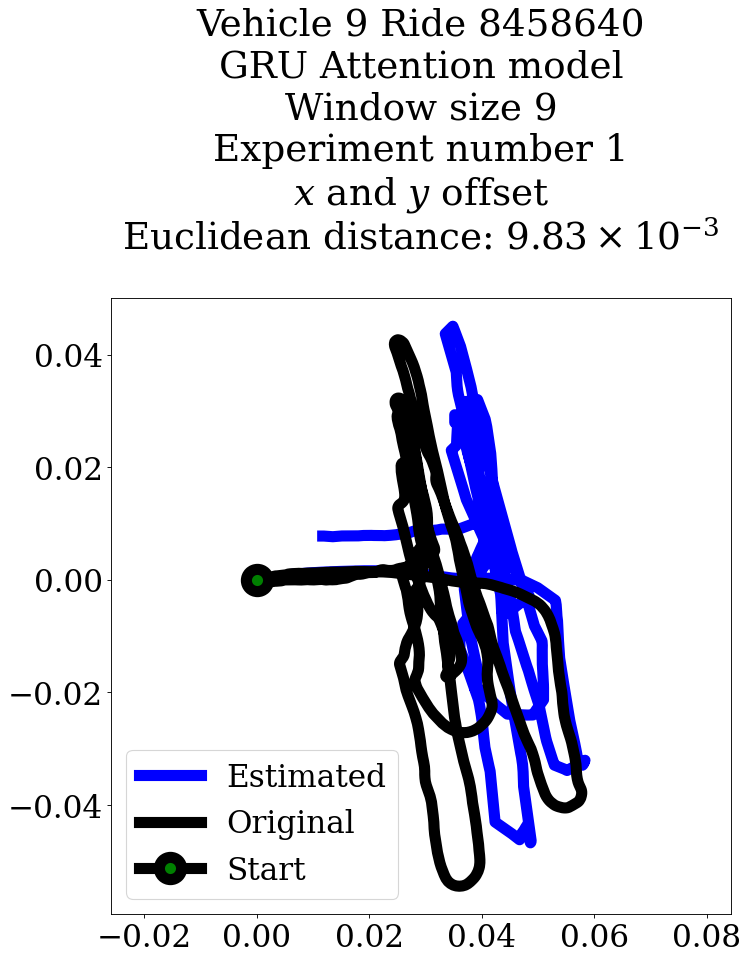 Vehicle 9 Ride 8458640
GRU Attention model
Window size 9
Experiment number 1
x and y offset
Euclidean distance: 9.83 × 10⁻³
0.04
0.02
0.00
−0.02
−0.04
Estimated
Original
Start
−0.02 0.00 0.02 0.04 0.06 0.08